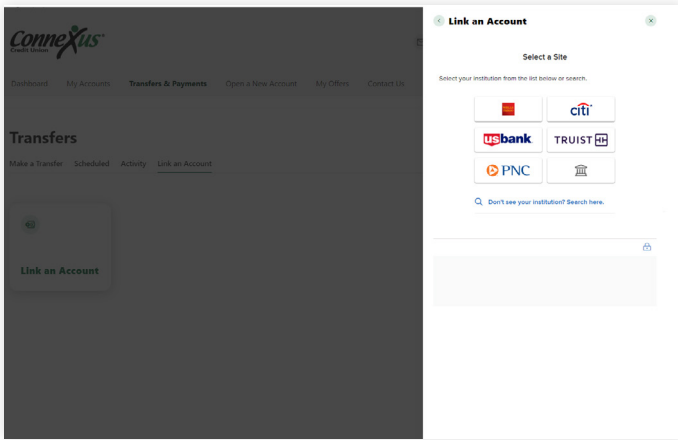 Connexus
Credit Union
Dashboard My Accounts Transfers & Payments Open a New Account My Offers Contact Us
Transfers
Make a Transfer Scheduled Activity Link an Account
Link an Account
Link an Account
Select a Site
Select your institution from the list below or search.
citi
usbank
TRUIST
PNC
Don't see your institution? Search here.